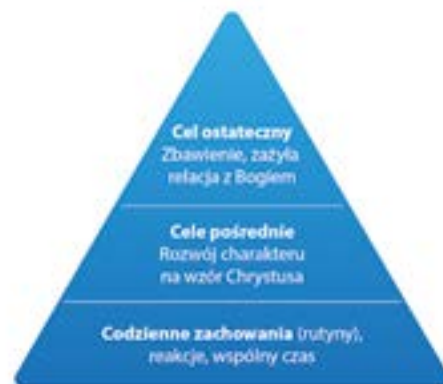 Cel ostateczny
Zbawienie, zażyła
relacja z Bogiem
Cele pośrednie
Rozwój charakteru
na wzór Chrystusa
Codzienne zachowania (rutyny),
reakcje, wspólny czas